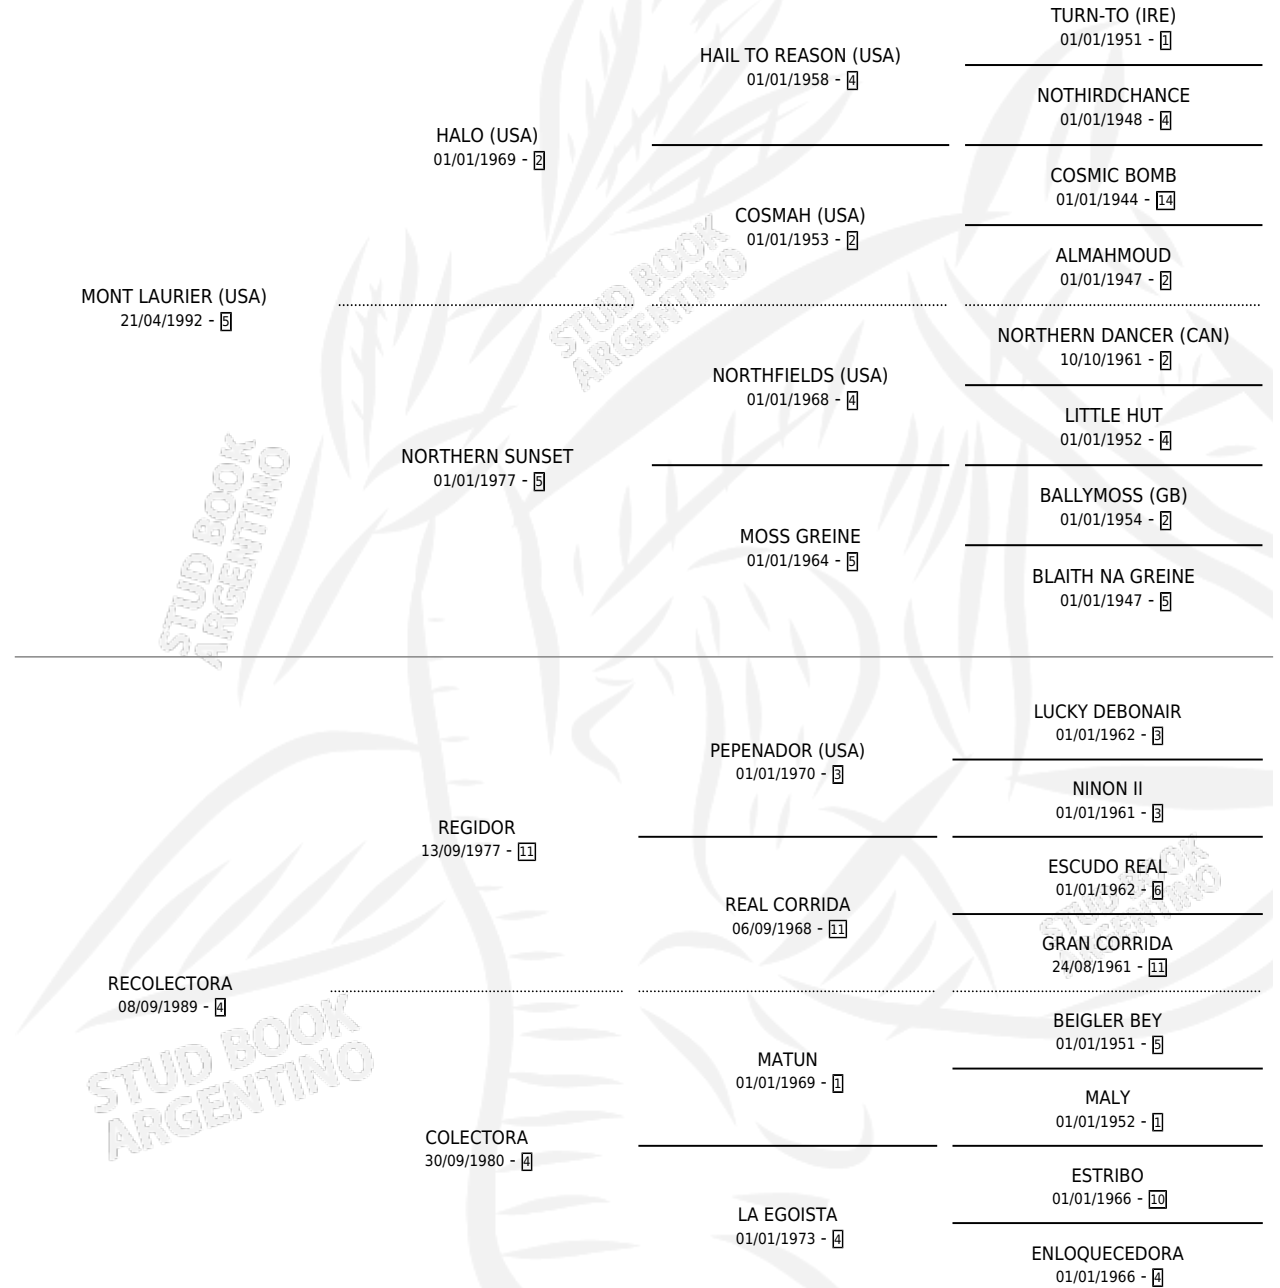 TURN-TO (IRE)
01/01/1951 - 1
HAIL TO REASON (USA)
01/01/1958 - 4
NOTHIRDCHANCE
01/01/1948 - 4
HALO (USA)
01/01/1969 - 2
COSMIC BOMB
01/01/1944 - 14
COSMAH (USA)
01/01/1953 - 2
ALMAHMOUD
01/01/1947 - 2
MONT LAURIER (USA)
21/04/1992 - 5
NORTHERN DANCER (CAN)
10/10/1961 - 2
NORTHFIELDS (USA)
01/01/1968 - 4
LITTLE HUT
01/01/1952 - 4
NORTHERN SUNSET
01/01/1977 - 5
BALLYMOSS (GB)
01/01/1954 - 2
MOSS GREINE
01/01/1964 - 5
BLAITH NA GREINE
01/01/1947 - 5
LUCKY DEBONAIR
01/01/1962 - 3
PEPENADOR (USA)
01/01/1970 - 3
NINON II
01/01/1961 - 3
REGIDOR
13/09/1977 - 11
ESCUDO REAL
01/01/1962 - 6
REAL CORRIDA
06/09/1968 - 11
GRAN CORRIDA
24/08/1961 - 11
RECOLECTORA
08/09/1989 - 4
BEIGLER BEY
01/01/1951 - 5
MATUN
01/01/1969 - 1
MALY
01/01/1952 - 1
COLECTORA
30/09/1980 - 4
ESTRIBO
01/01/1966 - 10
LA EGOISTA
01/01/1973 - 4
ENLOQUECEDORA
01/01/1966 - 4
STUD BOOK
ARGENTINO
STUD BOOK
ARGENTINO
STUD BOOK
ARGENTINO
STUD BOOK
ARGENTINO